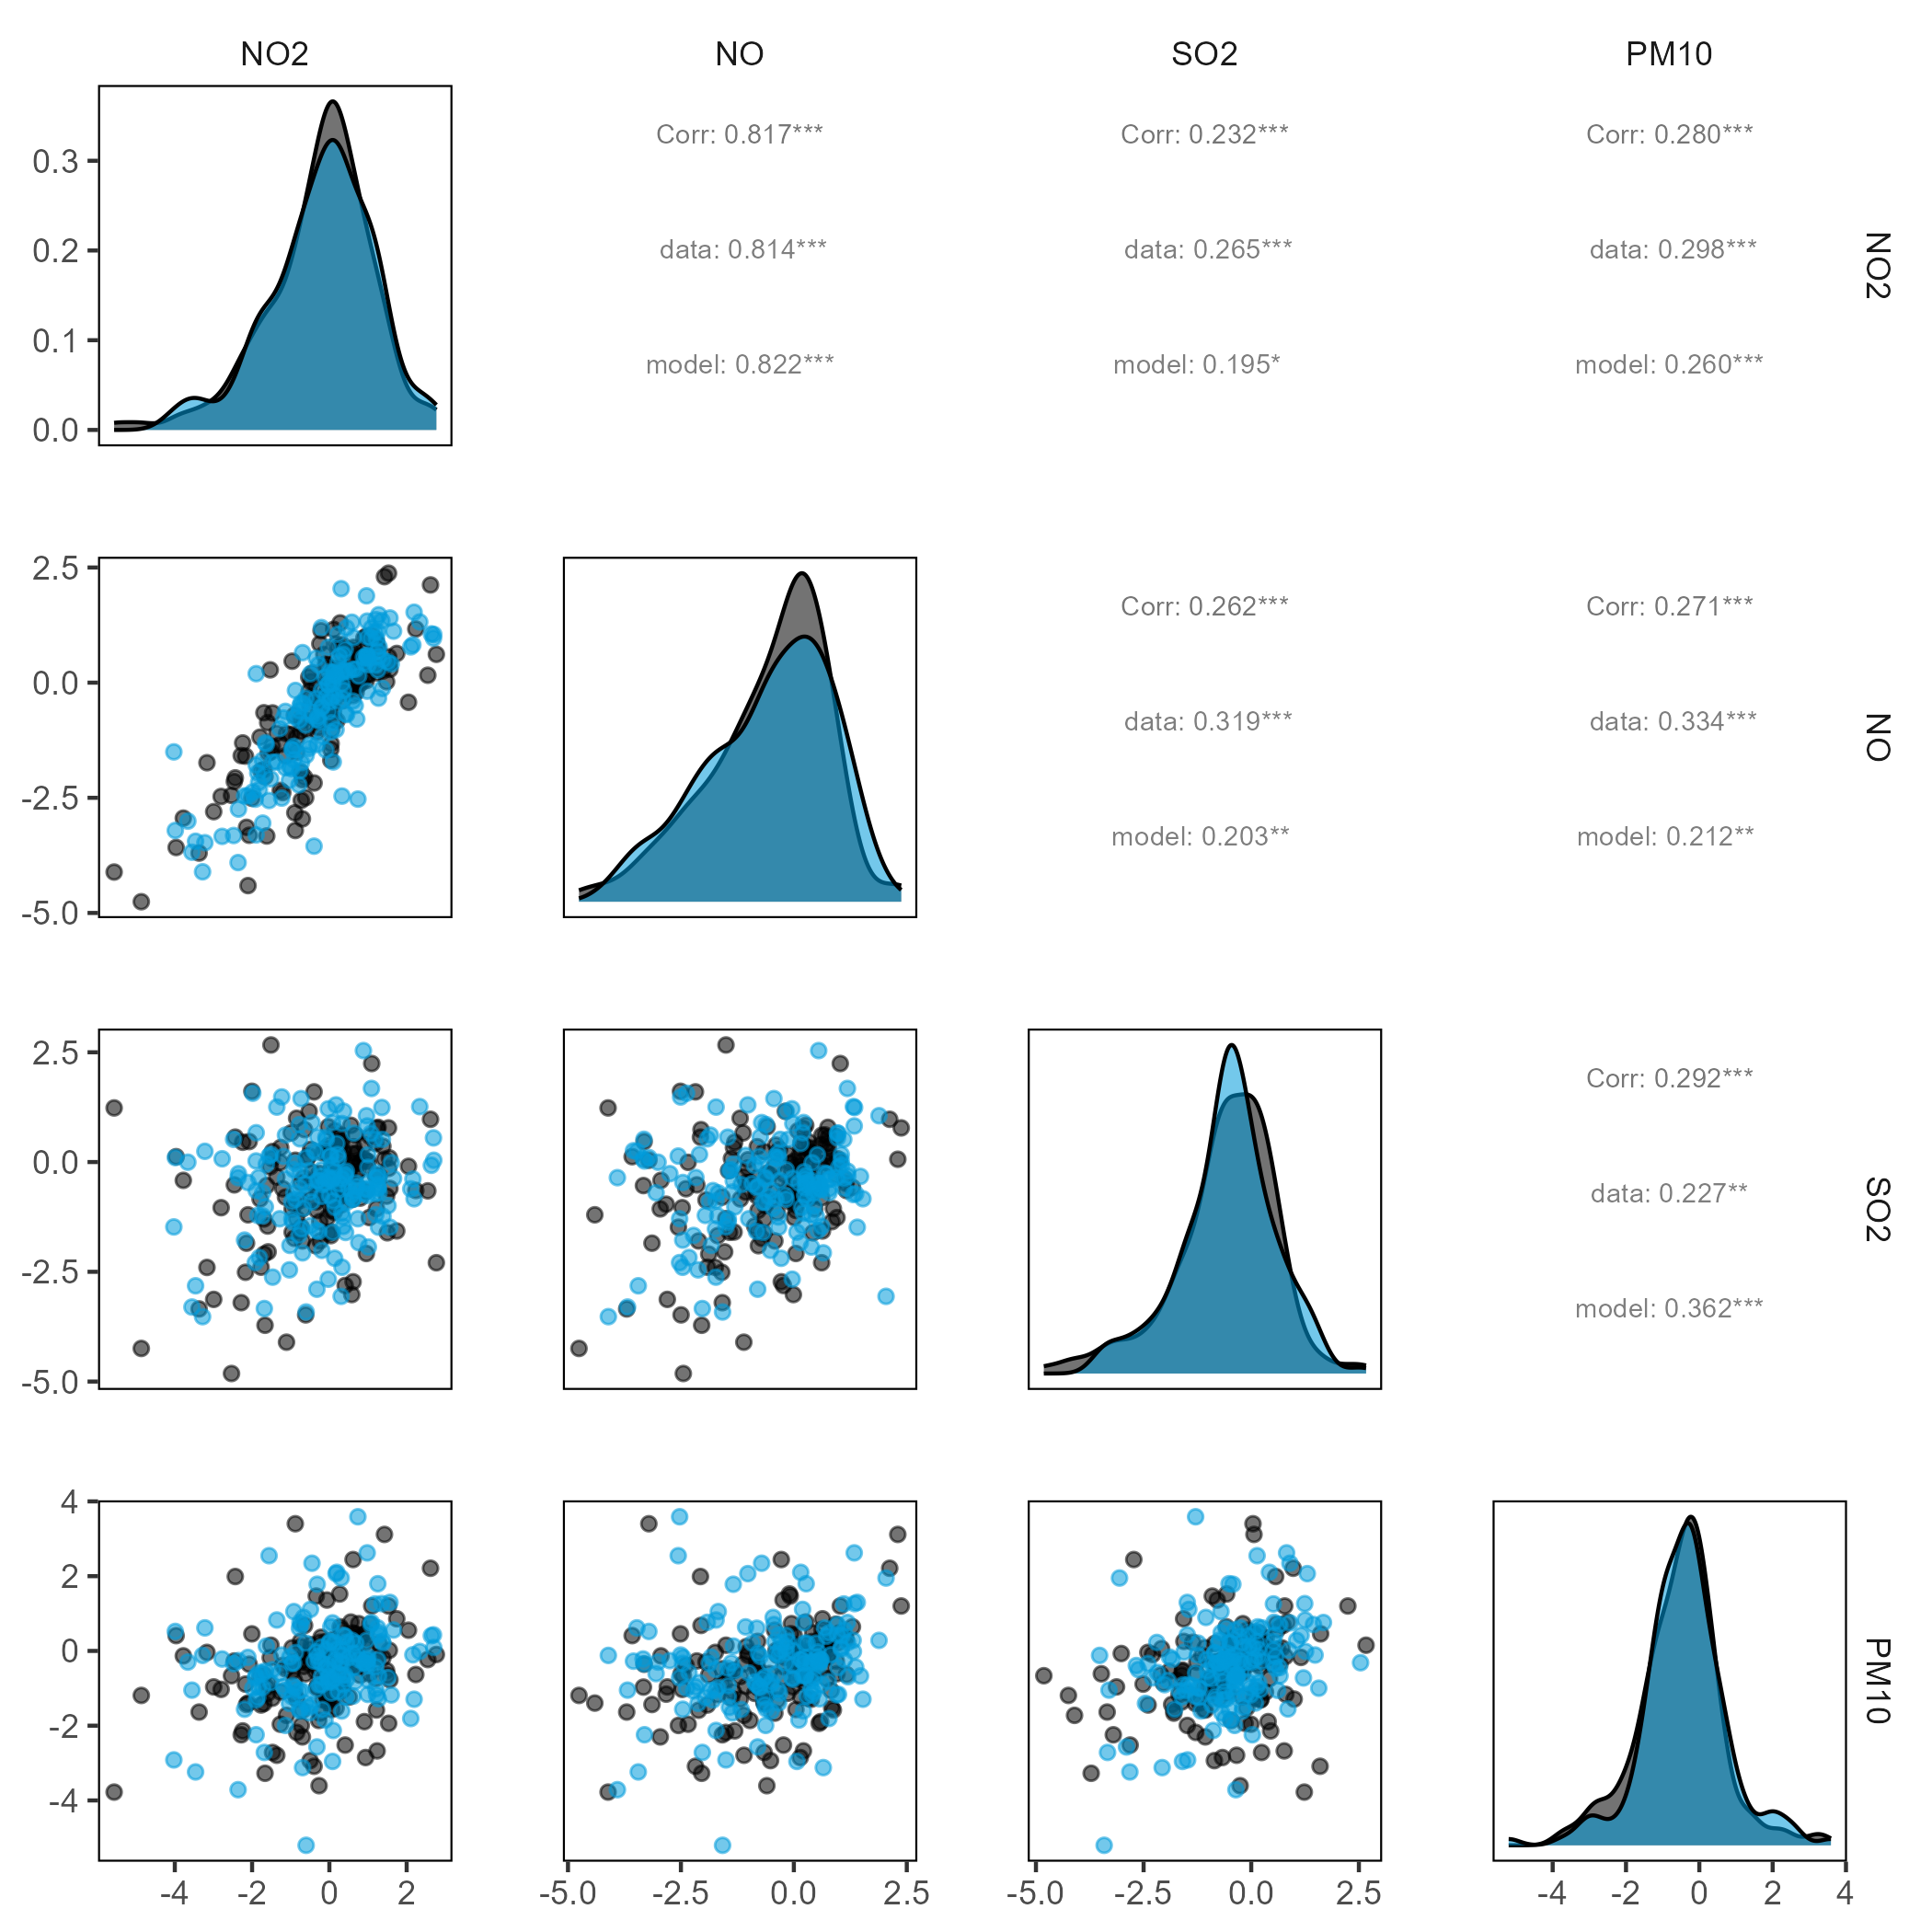 NO2 NO SO2 PM10
0.3
0.2
0.1
0.0
Corr: 0.817*** Corr: 0.232*** Corr: 0.280***
data: 0.814*** data: 0.265*** data: 0.298***
model: 0.822*** model: 0.195* model: 0.260***
NO2
2.5
0.0
-2.5
-5.0
Corr: 0.262*** Corr: 0.271***
data: 0.319*** data: 0.334***
model: 0.203** model: 0.212**
NO
2.5
0.0
-2.5
-5.0
Corr: 0.292***
data: 0.227**
model: 0.362***
SO2
4
2
0
-2
-4
PM10
-4 -2 0 2
-5.0 -2.5 0.0 2.5
-5.0 -2.5 0.0 2.5
-4 -2 0 2 4